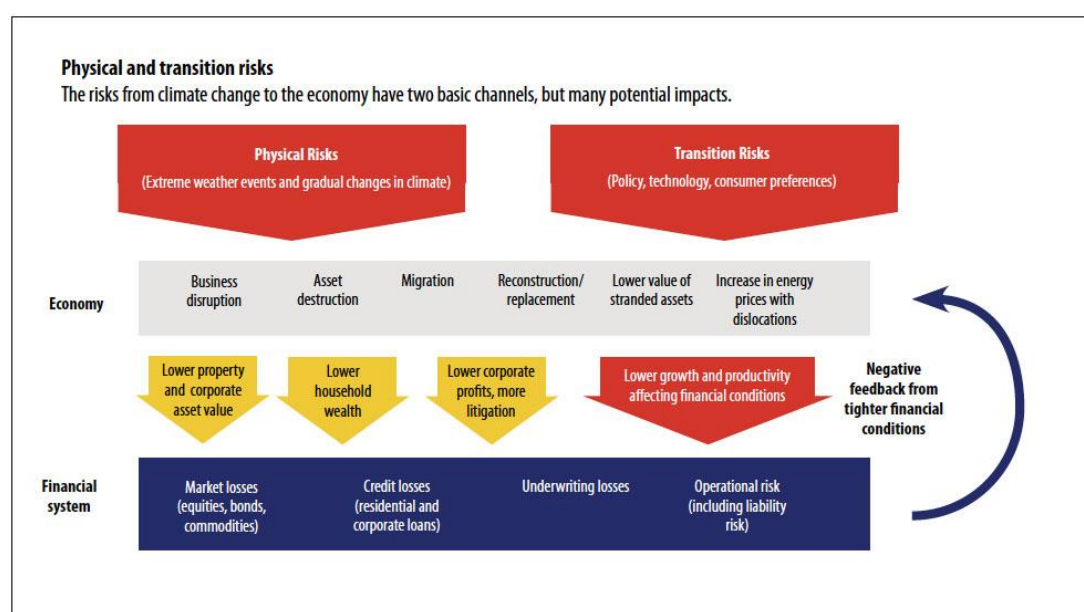 Physical and transition risks
The risks from climate change to the economy have two basic channels, but many potential impacts.
Physical Risks
(Extreme weather events and gradual changes in climate)
Transition Risks
(Policy, technology, consumer preferences)
Economy
Business
disruption
Asset
destruction
Migration
Reconstruction/
replacement
Lower value of
stranded assets
Increase in energy
prices with
dislocations
Lower property
and corporate
asset value
Lower
household
wealth
Lower corporate
profits, more
litigation
Lower growth and productivity
affecting financial conditions
Negative
feedback from
tighter financial
conditions
Financial
system
Market losses
(equities, bonds,
commodities)
Credit losses
(residential and
corporate loans)
Underwriting losses
Operational risk
(including liability
risk)